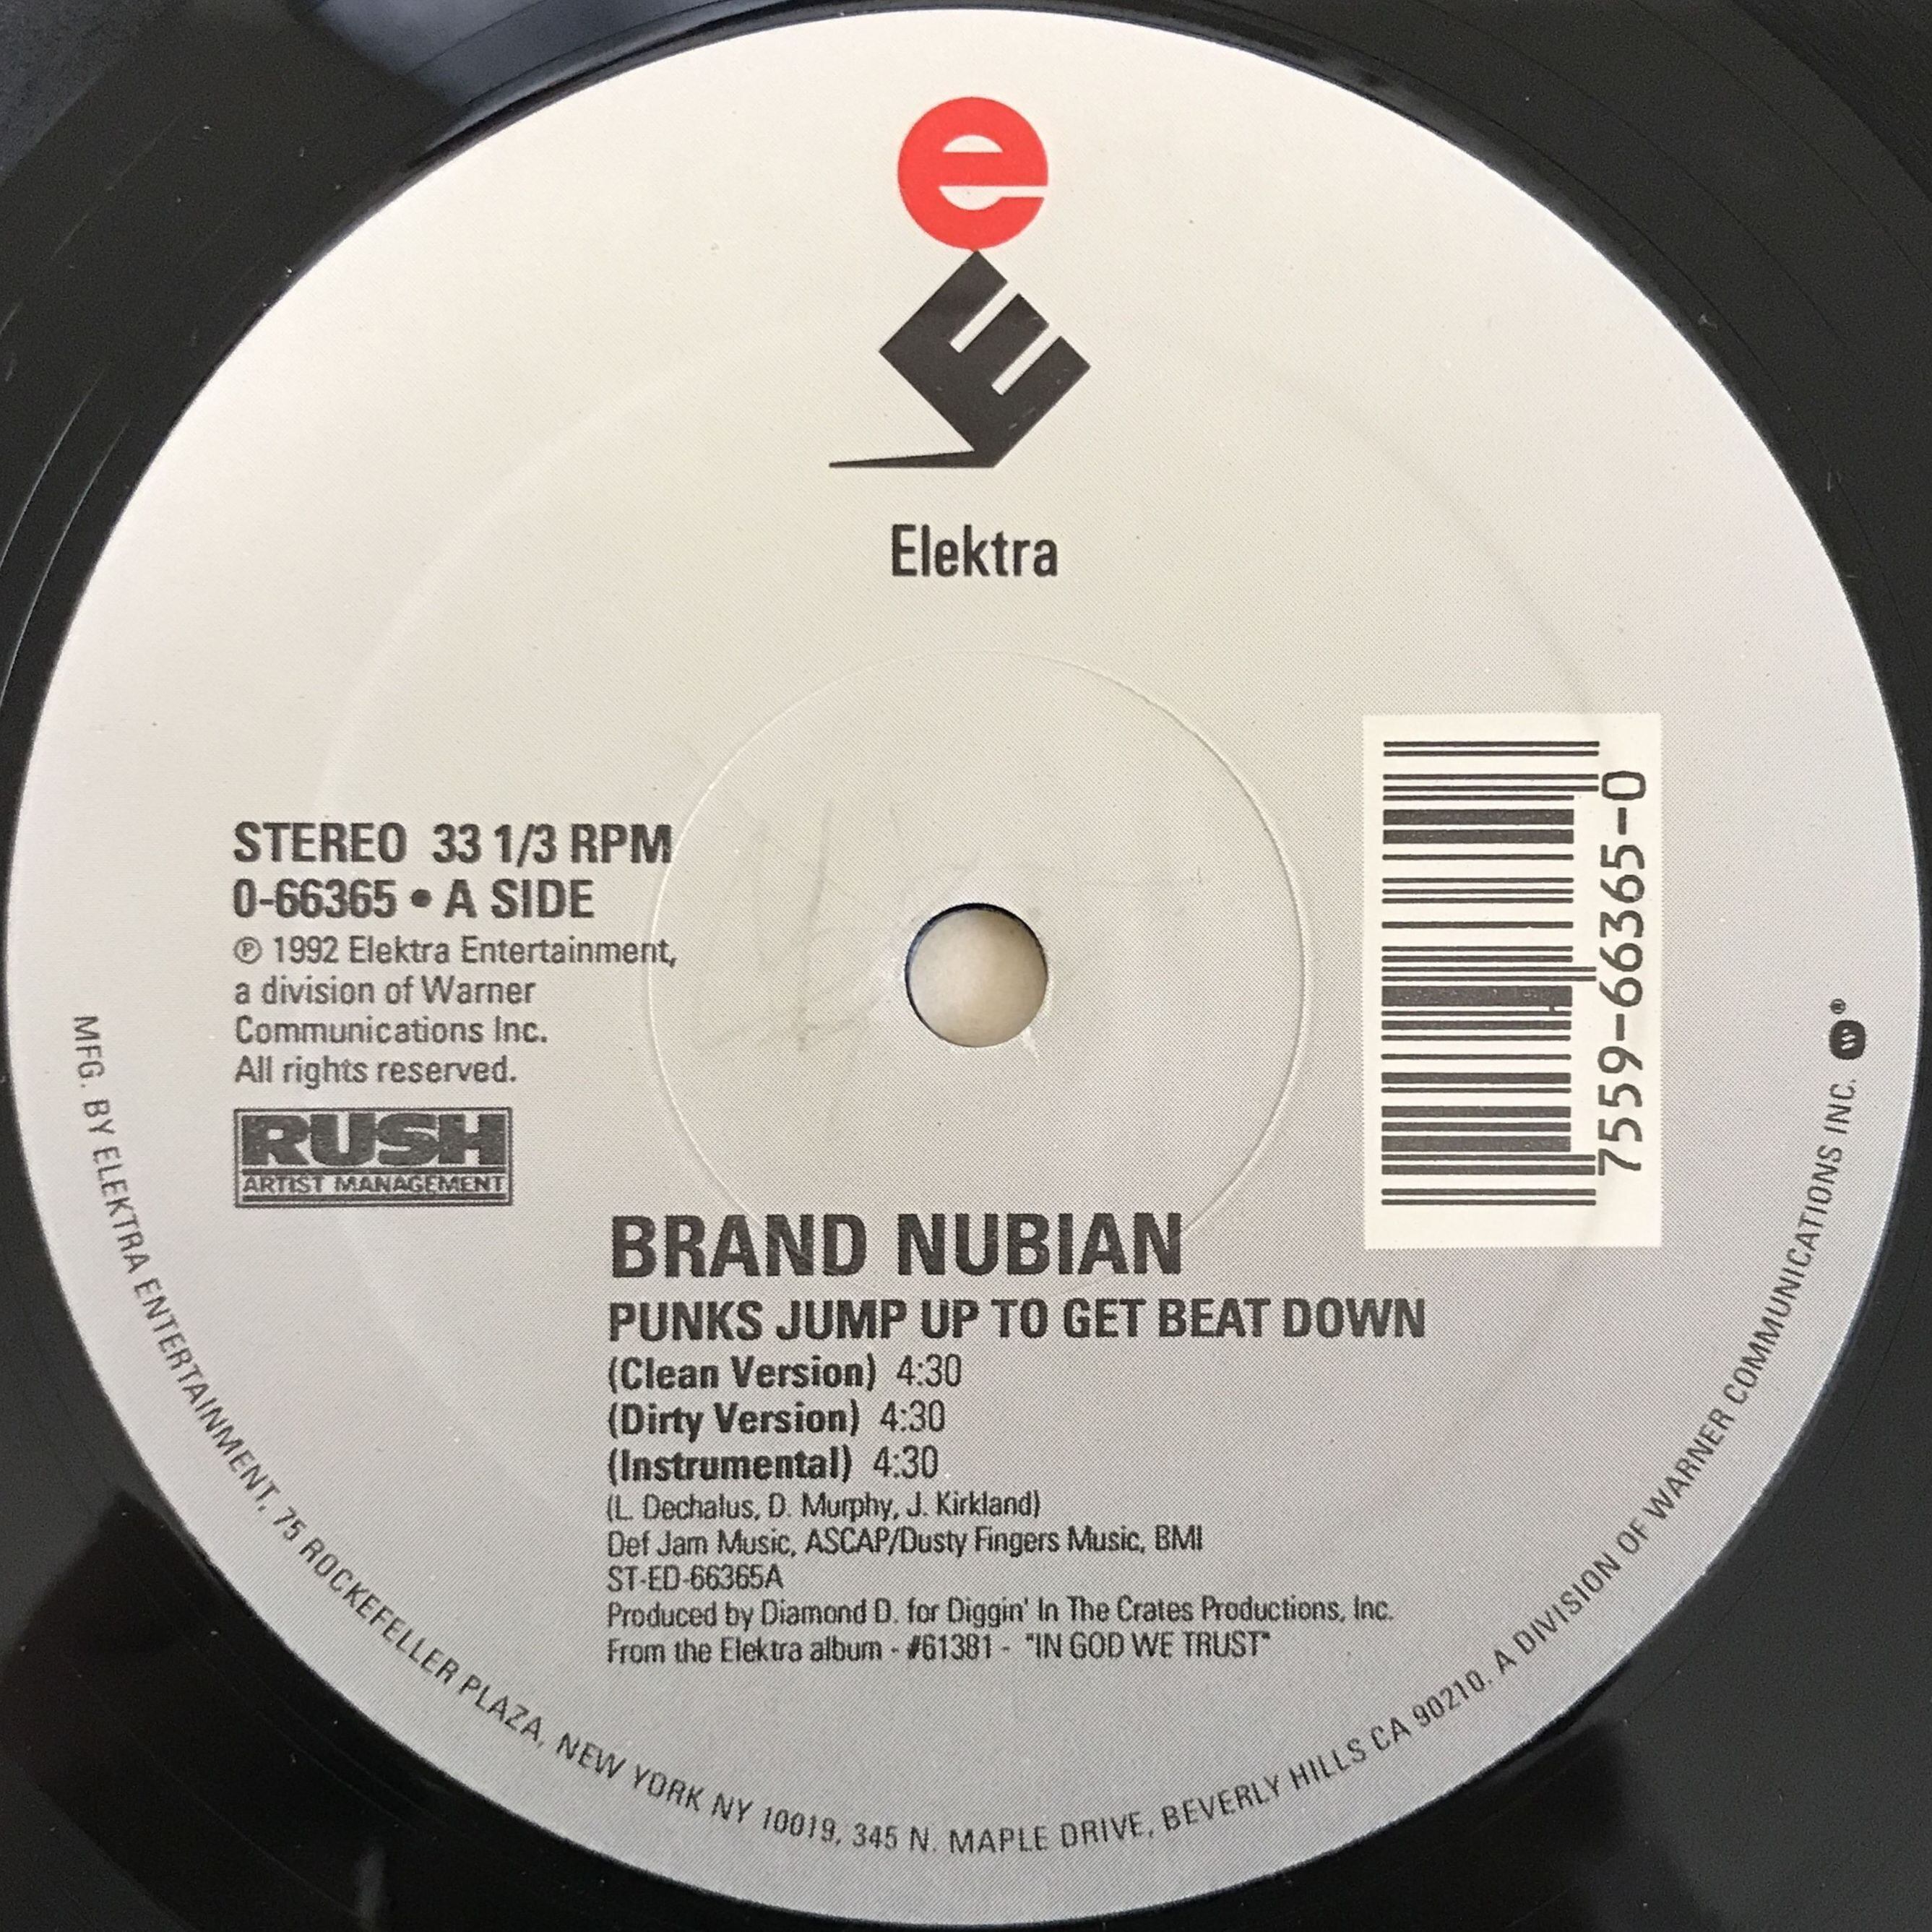 e
E
Elektra
STEREO 33 1/3 RPM
0-66365 • A SIDE
℗ 1992 Elektra Entertainment,
a division of Warner
Communications Inc.
All rights reserved.
RUSH
ARTIST MANAGEMENT
7559-66365-0
BRAND NUBIAN
PUNKS JUMP UP TO GET BEAT DOWN
(Clean Version) 4:30
(Dirty Version) 4:30
(Instrumental) 4:30
(L. Dechalus, D. Murphy, J. Kirkland)
Def Jam Music, ASCAP/Dusty Fingers Music, BMI
ST-ED-66365A
Produced by Diamond D. for Diggin' In The Crates Productions, Inc.
From the Elektra album - #61381 - "IN GOD WE TRUST"
MFG. BY ELEKTRA ENTERTAINMENT, 75 ROCKEFELLER PLAZA, NEW YORK NY 10019, 345 N. MAPLE DRIVE, BEVERLY HILLS CA 90210. A DIVISION OF WARNER COMMUNICATIONS INC. ®